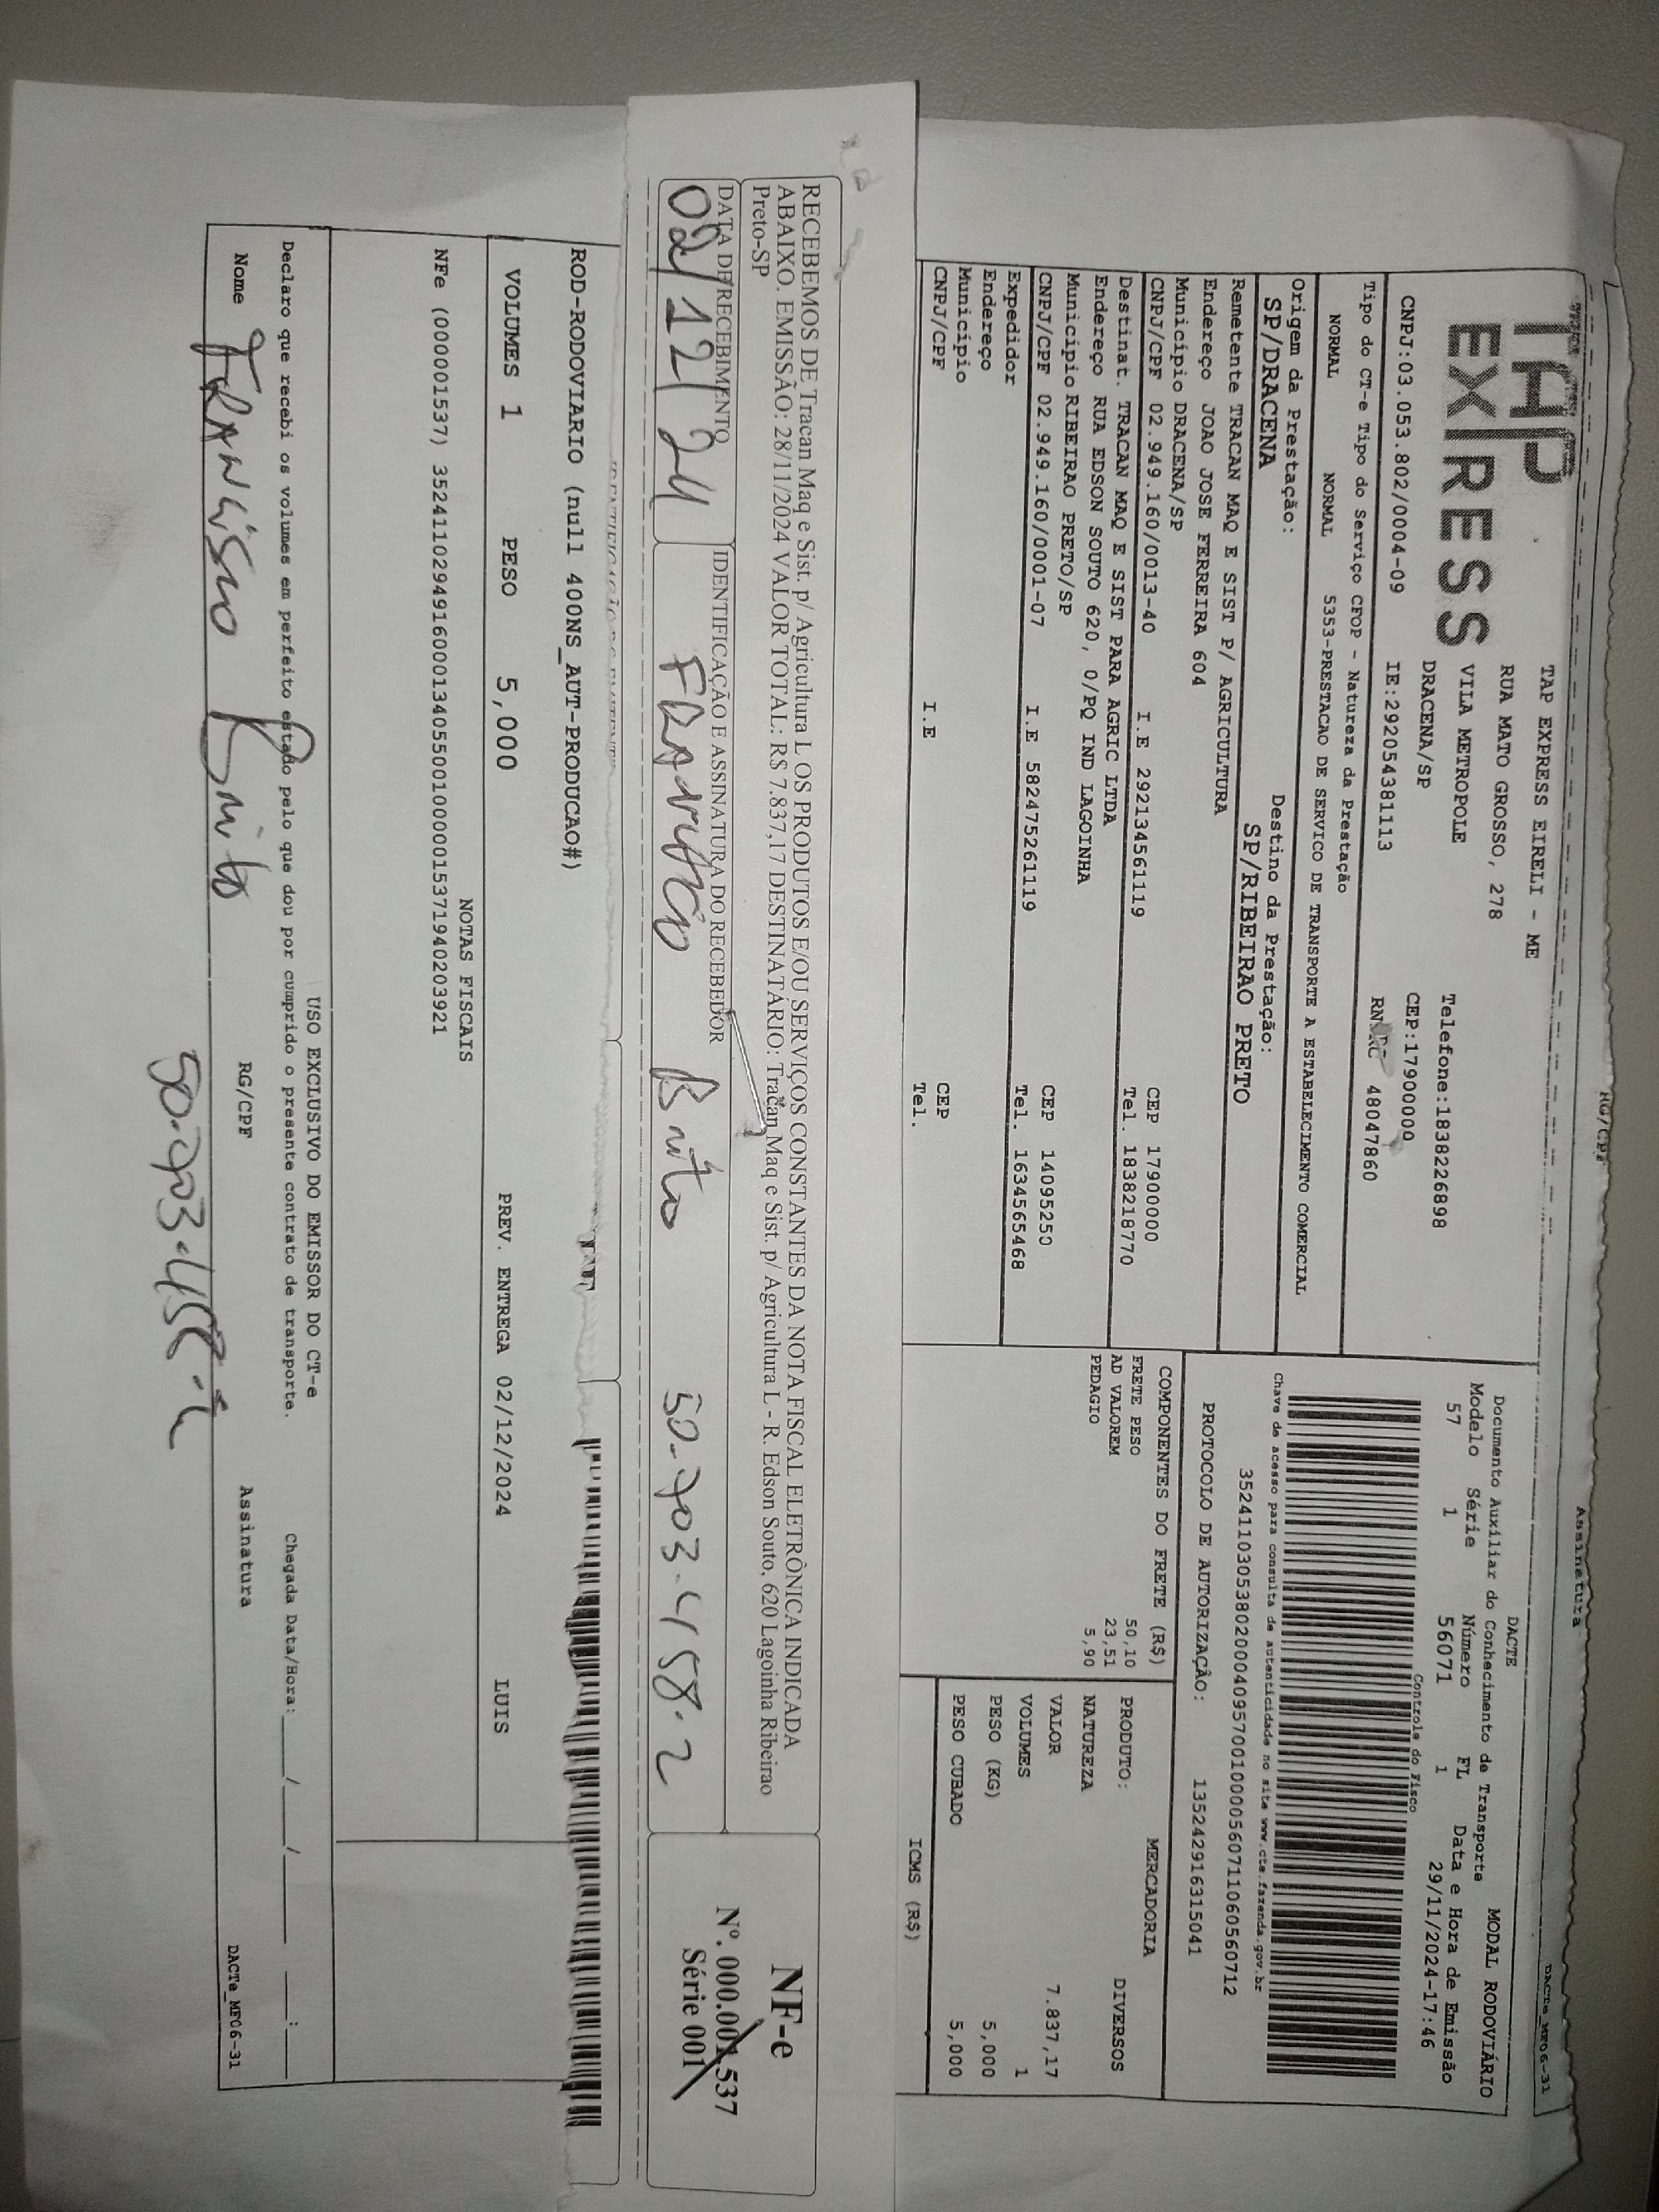 RG/CPF
Assinatura
DACTe_MF06-31
TAP
EXPRESS
TAP EXPRESS EIRELI - ME
RUA MATO GROSSO, 278
VILA METROPOLE
DRACENA/SP
Telefone:1838226898
CEP:17900000
CNPJ:03.053.802/0004-09
IE:292054381113
48047860
DACTE
Documento Auxiliar do Conhecimento de Transporte
MODAL RODOVIÁRIO
Modelo Série Número FL Data e Hora de Emissão
57 1 56071 1 29/11/2024-17:46
Controle do Fisco
Chave de acesso para consulta de autenticidade no site www.cte.fazenda.gov.br
35241103053802000409570010000560711060560712
PROTOCOLO DE AUTORIZAÇÃO: 135242916315041
Tipo do CT-e Tipo do Serviço CFOP - Natureza da Prestação
NORMAL NORMAL 5353-PRESTACAO DE SERVICO DE TRANSPORTE A ESTABELECIMENTO COMERCIAL
Origem da Prestação: Destino da Prestação:
SP/DRACENA SP/RIBEIRAO PRETO
Remetente TRACAN MAQ E SIST P/ AGRICULTURA
Endereço JOAO JOSE FERREIRA 604
Município DRACENA/SP CEP 17900000
CNPJ/CPF 02.949.160/0013-40 I.E 292134561119 Tel. 1838218770
Destinat. TRACAN MAQ E SIST PARA AGRIC LTDA
Endereço RUA EDSON SOUTO 620, 0/PQ IND LAGOINHA
Municipio RIBEIRAO PRETO/SP CEP 14095250
CNPJ/CPF 02.949.160/0001-07 I.E 582475261119 Tel. 1634565468
Expedidor
Endereço
Município CEP
CNPJ/CPF I.E Tel.
COMPONENTES DO FRETE (R$)
FRETE PESO 50,10
AD VALOREM 23,51
PEDAGIO 5,90
MERCADORIA
PRODUTO: DIVERSOS
NATUREZA
VALOR 7.837,17
VOLUMES 1
PESO (KG) 5,000
PESO CUBADO 5,000
ICMS (R$)
RECEBEMOS DE Tracan Maq e Sist. p/ Agricultura L OS PRODUTOS E/OU SERVIÇOS CONSTANTES DA NOTA FISCAL ELETRÔNICA INDICADA
ABAIXO. EMISSÃO: 28/11/2024 VALOR TOTAL: R$ 7.837,17 DESTINATÁRIO: Tracan Maq e Sist. p/ Agricultura L - R. Edson Souto, 620 Lagoinha Ribeirao
Preto-SP
DATA DE RECEBIMENTO
02/12/24
IDENTIFICAÇÃO E ASSINATURA DO RECEBEDOR
FRANCISCO Brito 50.703.458.2
NF-e
Nº. 000.001.537
Série 001
ROD-RODOVIARIO (null 400NS_AUT-PRODUCAO#)
VOLUMES 1 PESO 5,000 PREV. ENTREGA 02/12/2024 LUIS
NOTAS FISCAIS
NFe (000001537) 35241102949160001340550010000015371940203921
USO EXCLUSIVO DO EMISSOR DO CT-e
Declaro que recebi os volumes em perfeito estado pelo que dou por cumprido o presente contrato de transporte. Chegada Data/Hora:____/____/______ ____:____
Nome FRANCISCO Brito RG/CPF Assinatura
DACTe_MF06-31